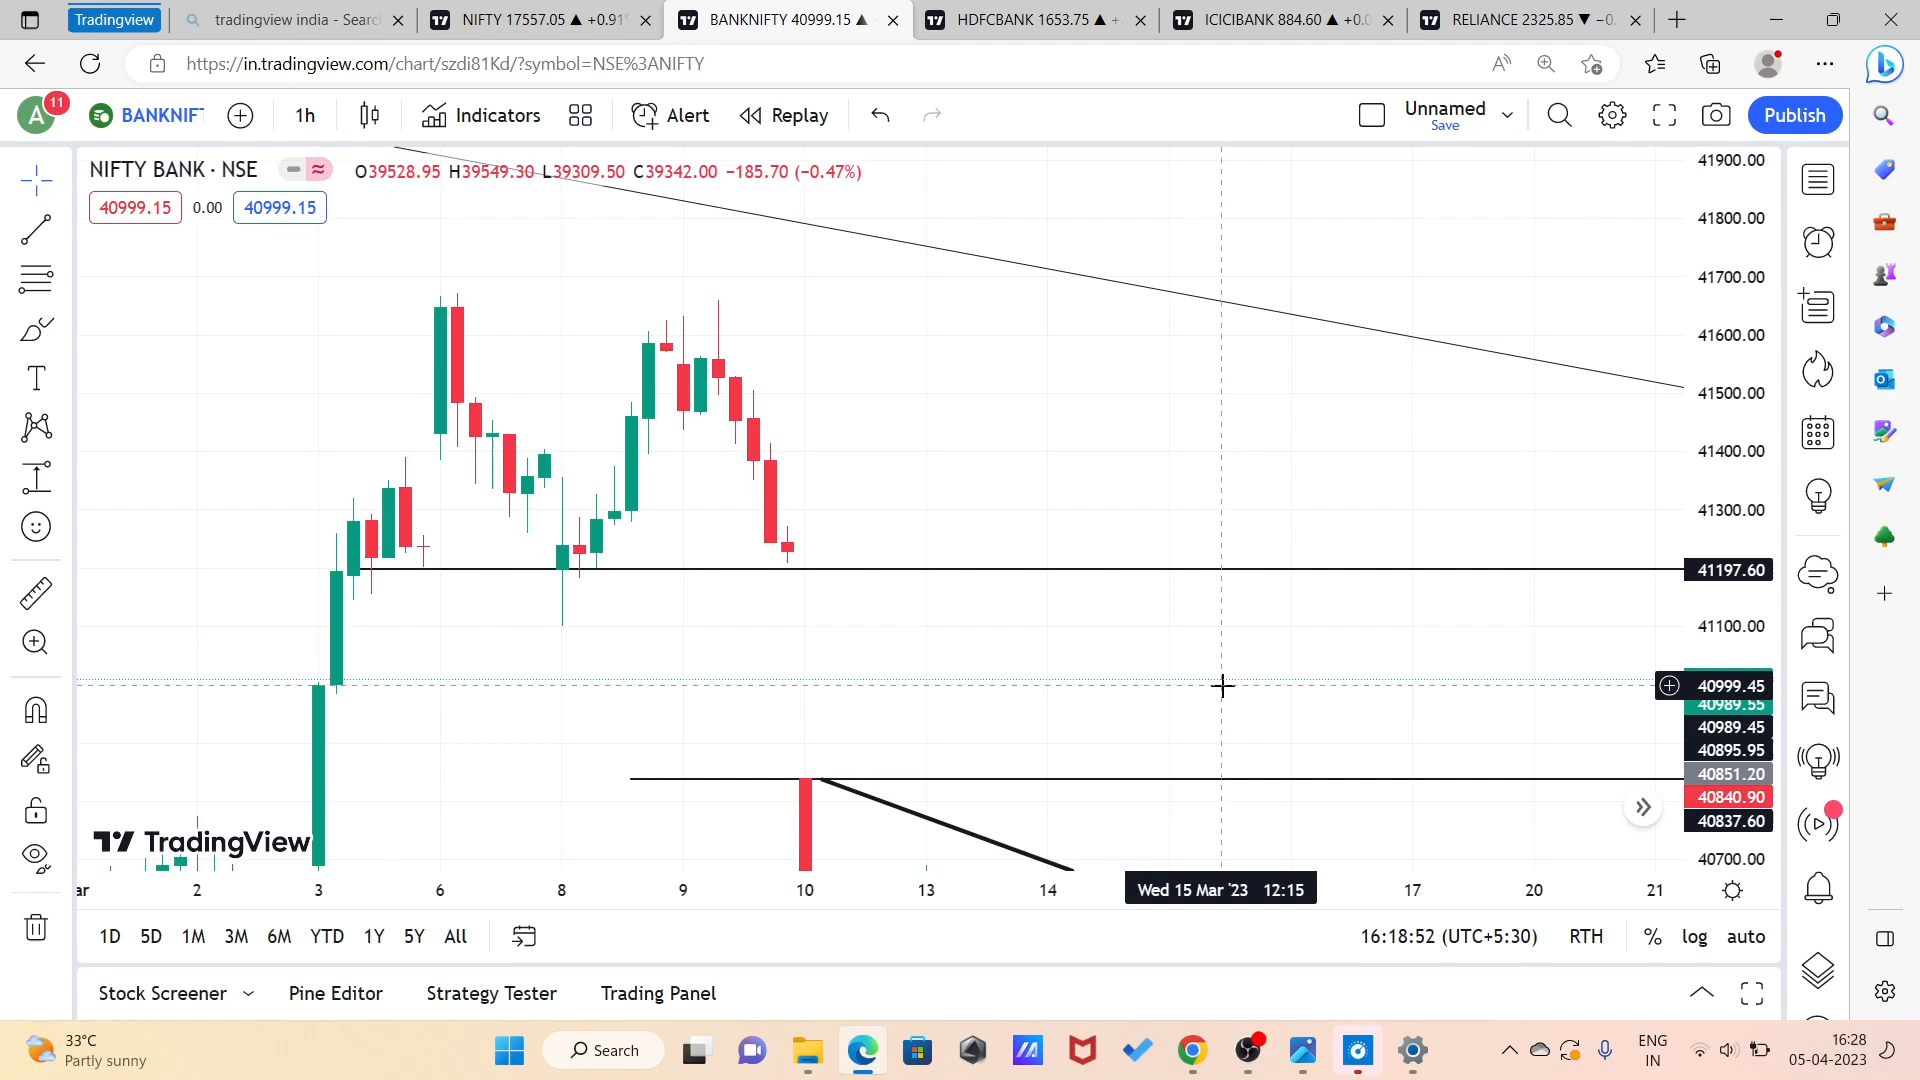 Tradingview
tradingview india - Searc
NIFTY 17557.05 ▲ +0.91%
BANKNIFTY 40999.15 ▲
HDFCBANK 1653.75 ▲ +
ICICIBANK 884.60 ▲ +0.0
RELIANCE 2325.85 ▼ −0.
https://in.tradingview.com/chart/szdi81Kd/?symbol=NSE%3ANIFTY
A
11
BANKNIFT
1h
Indicators
Alert
Replay
Unnamed
Save
Publish
NIFTY BANK · NSE
O39528.95 H39549.30 L39309.50 C39342.00 −185.70 (−0.47%)
40999.15
0.00
40999.15
41900.00
41800.00
41700.00
41600.00
41500.00
41400.00
41300.00
41197.60
41100.00
40999.45
40989.55
40989.45
40895.95
40851.20
40840.90
40837.60
40700.00
TradingView
ar
2
3
6
8
9
10
13
14
Wed 15 Mar '23 12:15
17
20
21
1D
5D
1M
3M
6M
YTD
1Y
5Y
All
16:18:52 (UTC+5:30)
RTH
%
log
auto
Stock Screener
Pine Editor
Strategy Tester
Trading Panel
33°C
Partly sunny
Search
ENG
IN
16:28
05-04-2023